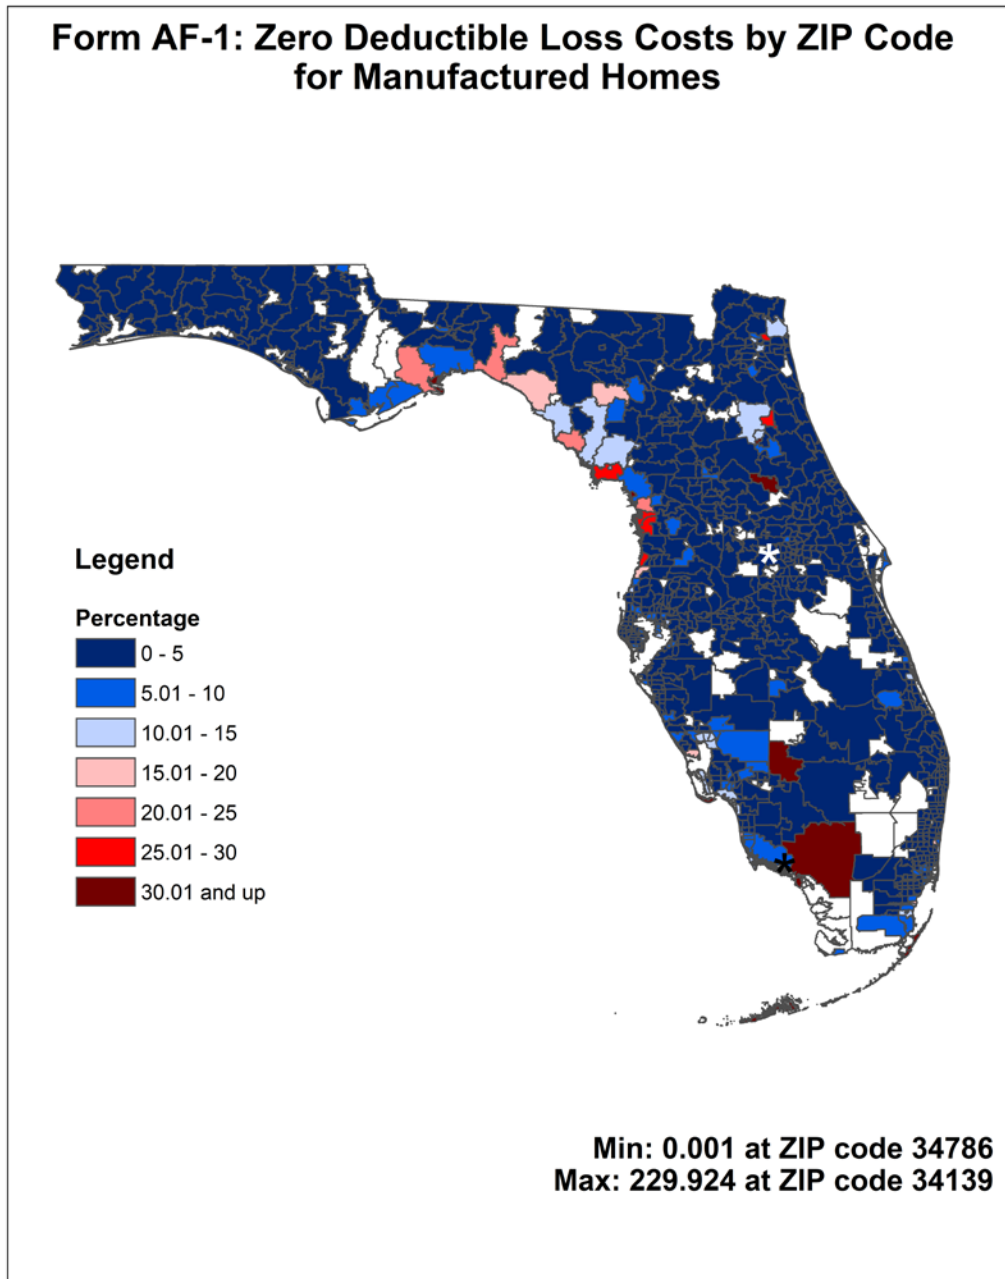 Form AF-1: Zero Deductible Loss Costs by ZIP Code
for Manufactured Homes
Legend
Percentage
0 - 5
5.01 - 10
10.01 - 15
15.01 - 20
20.01 - 25
25.01 - 30
30.01 and up
Min: 0.001 at ZIP code 34786
Max: 229.924 at ZIP code 34139